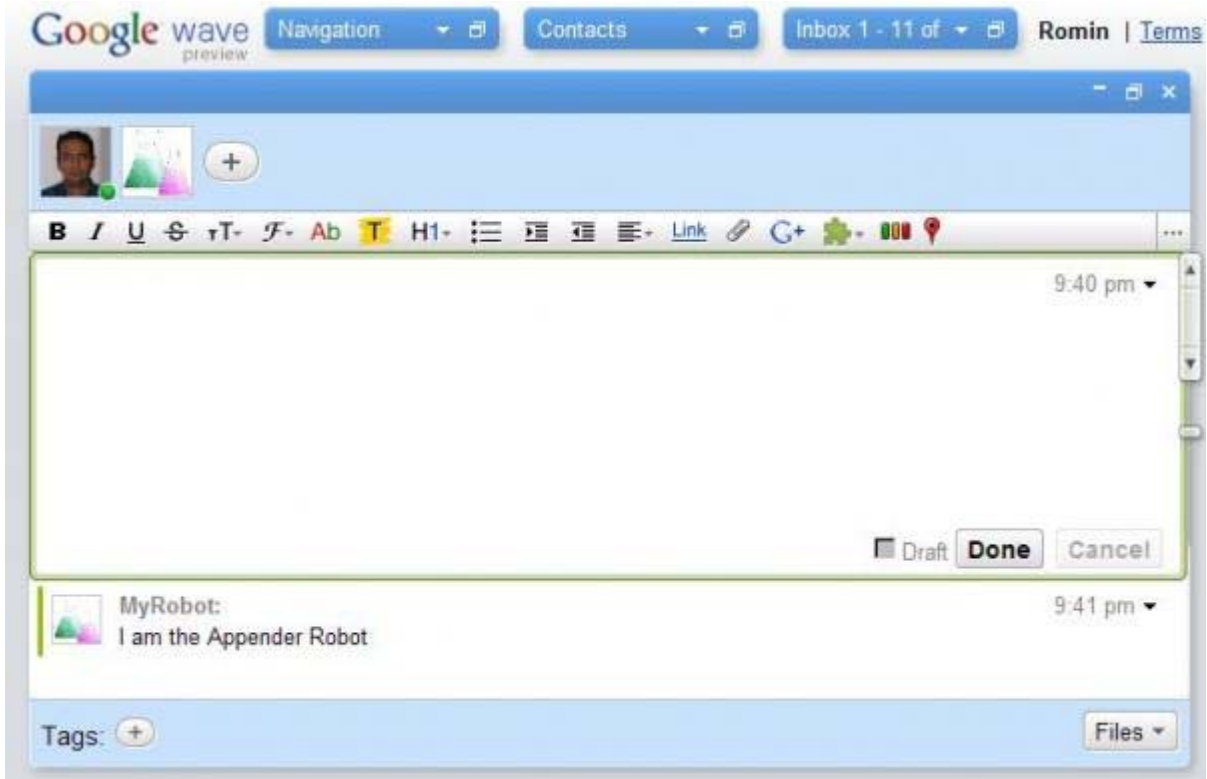 Google wave
preview
Navigation
Contacts
Inbox 1 - 11 of
Romin | Terms
B I U S тT F Ab T H1 Link G+
9:40 pm
Draft Done Cancel
MyRobot:
9:41 pm
I am the Appender Robot
Tags: +
Files